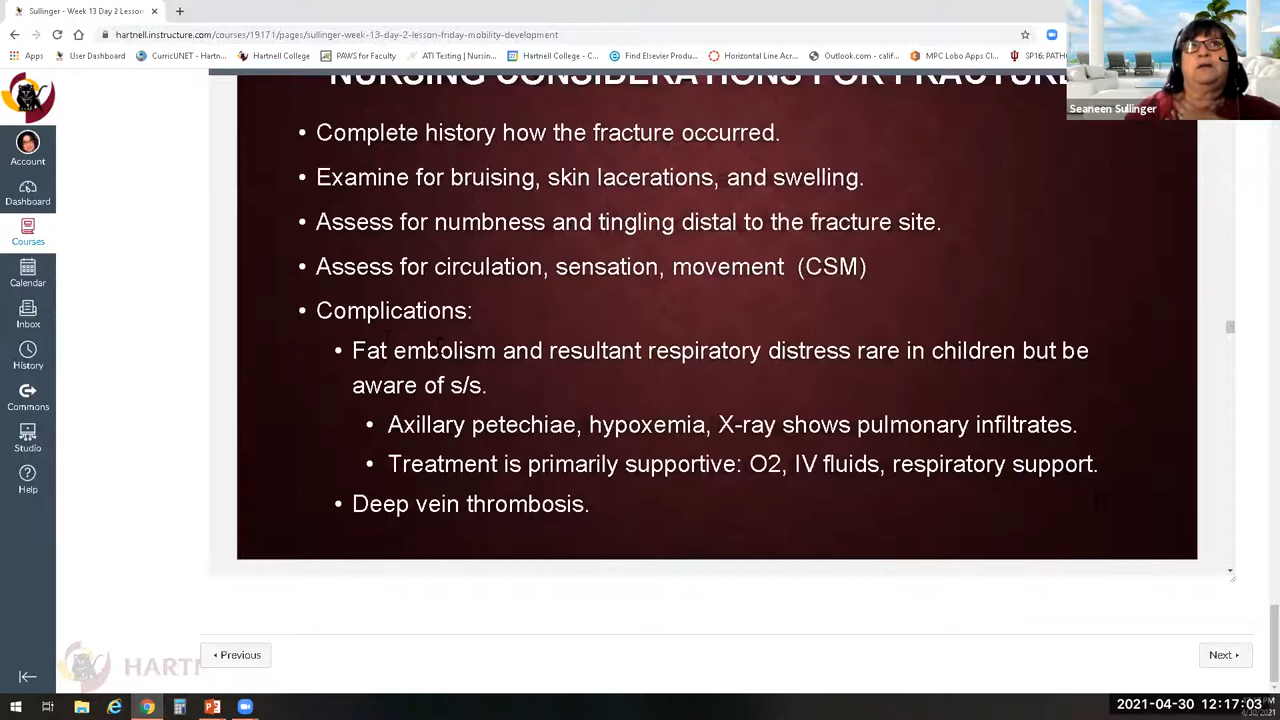 Sullinger - Week 13 Day 2 Lesson
hartnell.instructure.com/courses/19171/pages/sullinger-week-13-day-2-lesson-friday-mobility-development
Apps User Dashboard CurricUNET - Hartn... Hartnell College PAWS for Faculty ATI Testing | Nursin... Hartnell College - C... Find Elsevier Produ... Horizontal Line Acr... Outlook.com - calif... MPC Lobo Apps Cl... SP16: PATH
Seaneen Sullinger
Account
Dashboard
Courses
Calendar
Inbox
History
Commons
Studio
Help
NURSING CONSIDERATIONS FOR FRACTURE
• Complete history how the fracture occurred.
• Examine for bruising, skin lacerations, and swelling.
• Assess for numbness and tingling distal to the fracture site.
• Assess for circulation, sensation, movement (CSM)
• Complications:
• Fat embolism and resultant respiratory distress rare in children but be
aware of s/s.
• Axillary petechiae, hypoxemia, X-ray shows pulmonary infiltrates.
• Treatment is primarily supportive: O2, IV fluids, respiratory support.
• Deep vein thrombosis.
Previous
Next
HART
2021-04-30 12:17:03